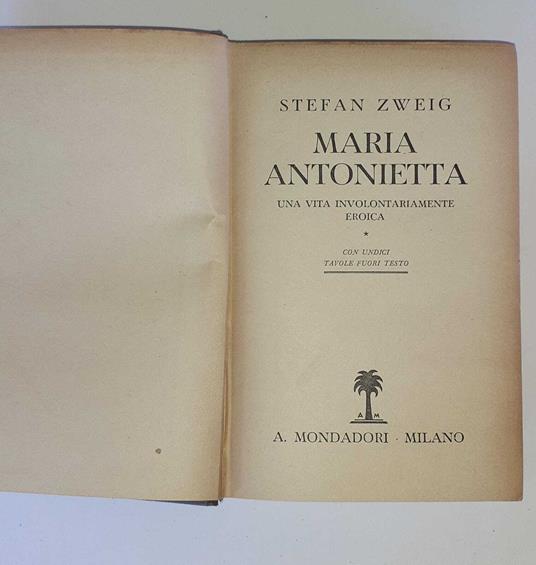 STEFAN ZWEIG
MARIA
ANTONIETTA
UNA VITA INVOLONTARIAMENTE
EROICA
*
CON UNDICI
TAVOLE FUORI TESTO
A M
A. MONDADORI · MILANO